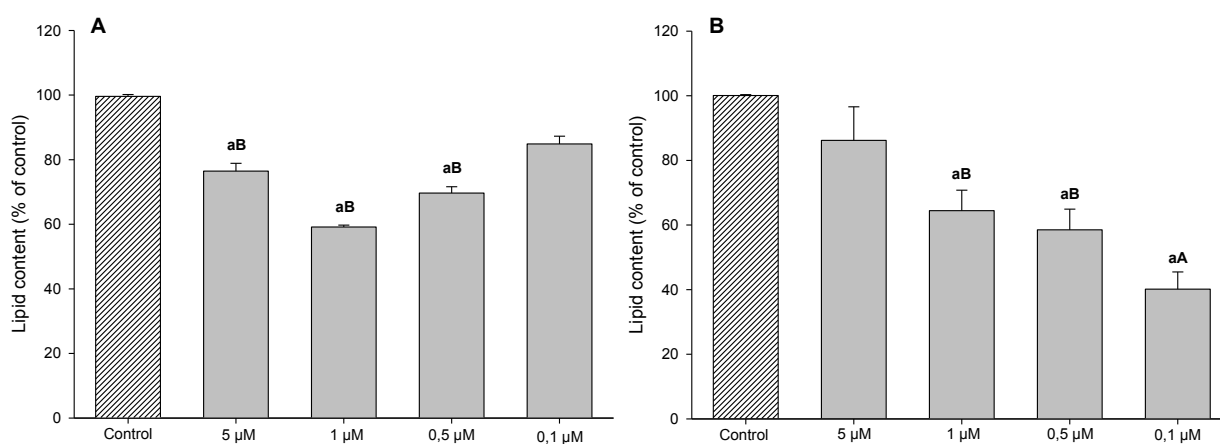 A
Lipid content (% of control)
120
100
80
60
40
20
0
aB
aB
aB
Control
5 µM
1 µM
0,5 µM
0,1 µM
B
Lipid content (% of control)
120
100
80
60
40
20
0
aB
aB
aA
Control
5 µM
1 µM
0,5 µM
0,1 µM